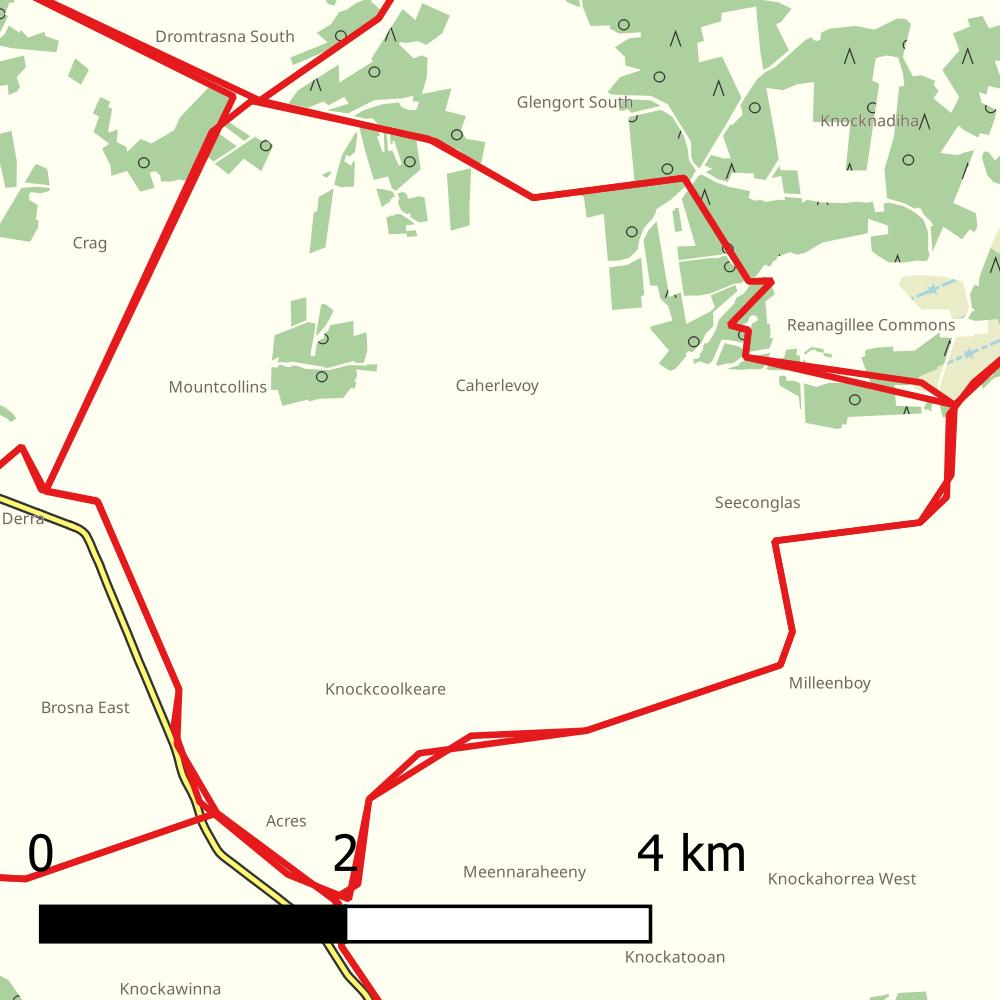 Dromtrasna South
Glengort South
Knocknadiha
Crag
Reanagillee Commons
Mountcollins
Caherlevoy
Seeconglas
Derra
Milleenboy
Knockcoolkeare
Brosna East
Acres
0 2 4 km
Meennaraheeny
Knockahorrea West
Knockatooan
Knockawinna